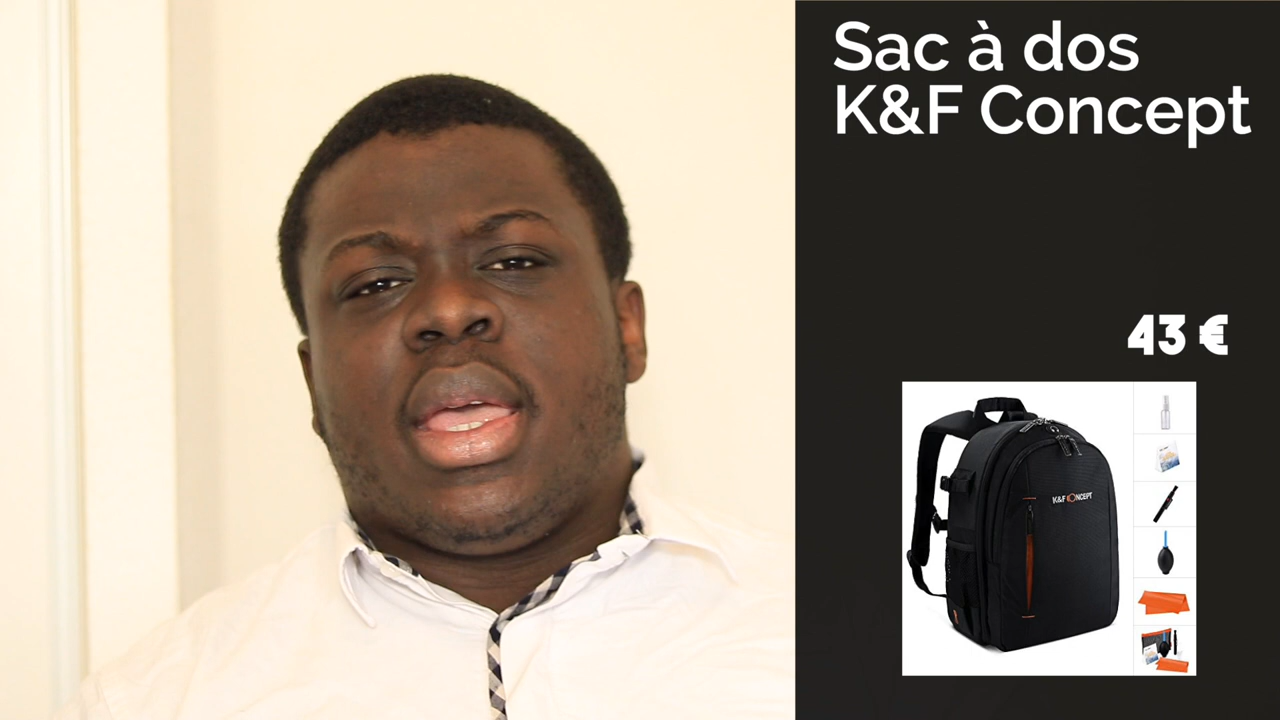 Sac à dos
K&F Concept
43 €
K&F CONCEPT